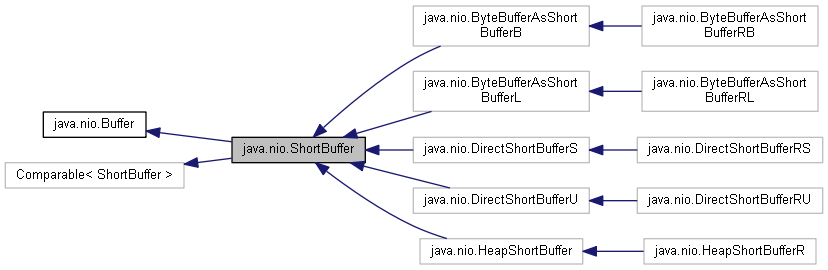 java.nio.Buffer
Comparable< ShortBuffer >
java.nio.ShortBuffer
java.nio.ByteBufferAsShort
BufferB
java.nio.ByteBufferAsShort
BufferRB
java.nio.ByteBufferAsShort
BufferL
java.nio.ByteBufferAsShort
BufferRL
java.nio.DirectShortBufferS
java.nio.DirectShortBufferRS
java.nio.DirectShortBufferU
java.nio.DirectShortBufferRU
java.nio.HeapShortBuffer
java.nio.HeapShortBufferR